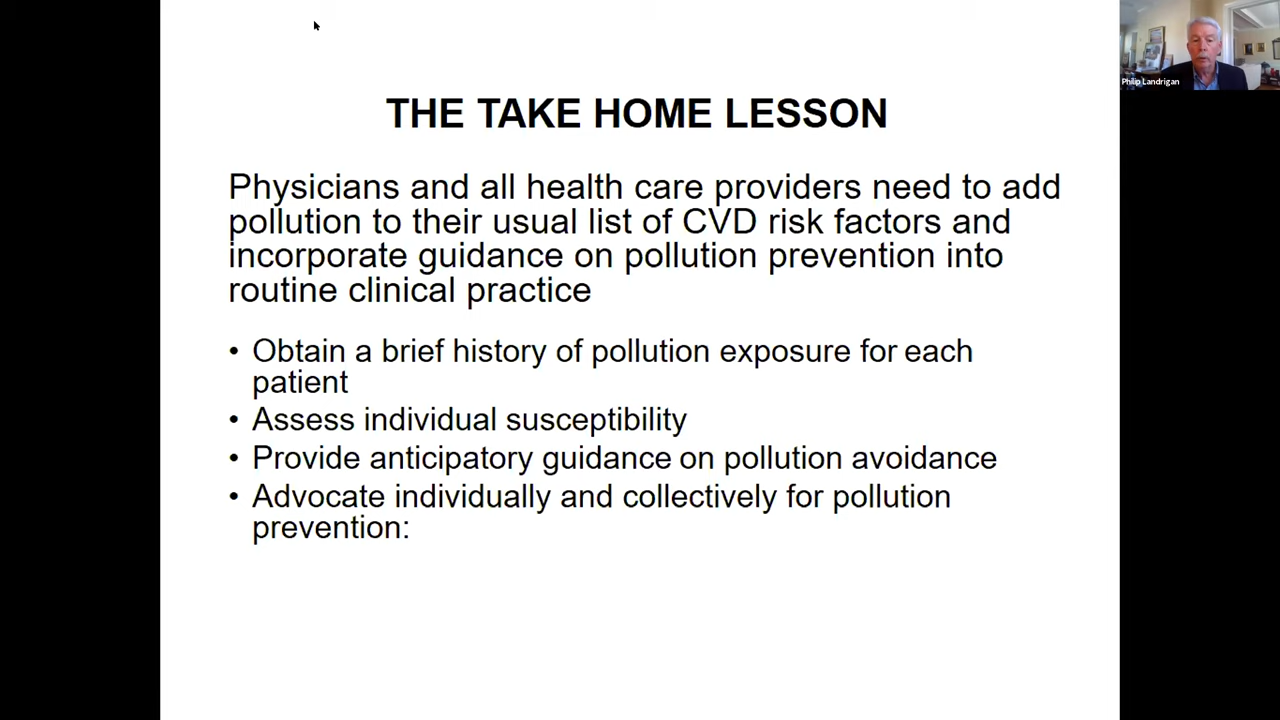 Philip Landrigan
THE TAKE HOME LESSON
Physicians and all health care providers need to add
pollution to their usual list of CVD risk factors and
incorporate guidance on pollution prevention into
routine clinical practice
• Obtain a brief history of pollution exposure for each
patient
• Assess individual susceptibility
• Provide anticipatory guidance on pollution avoidance
• Advocate individually and collectively for pollution
prevention: